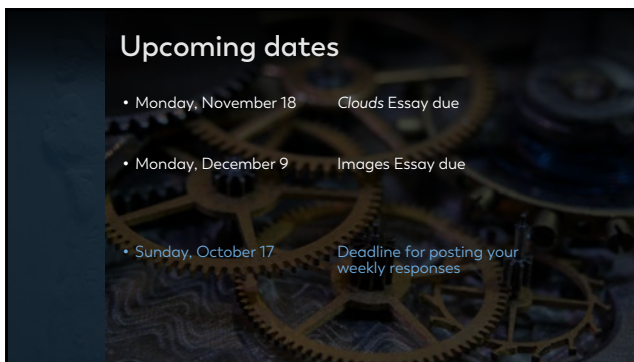 Upcoming dates
• Monday, November 18 Clouds Essay due
• Monday, December 9 Images Essay due
• Sunday, October 17 Deadline for posting your
weekly responses